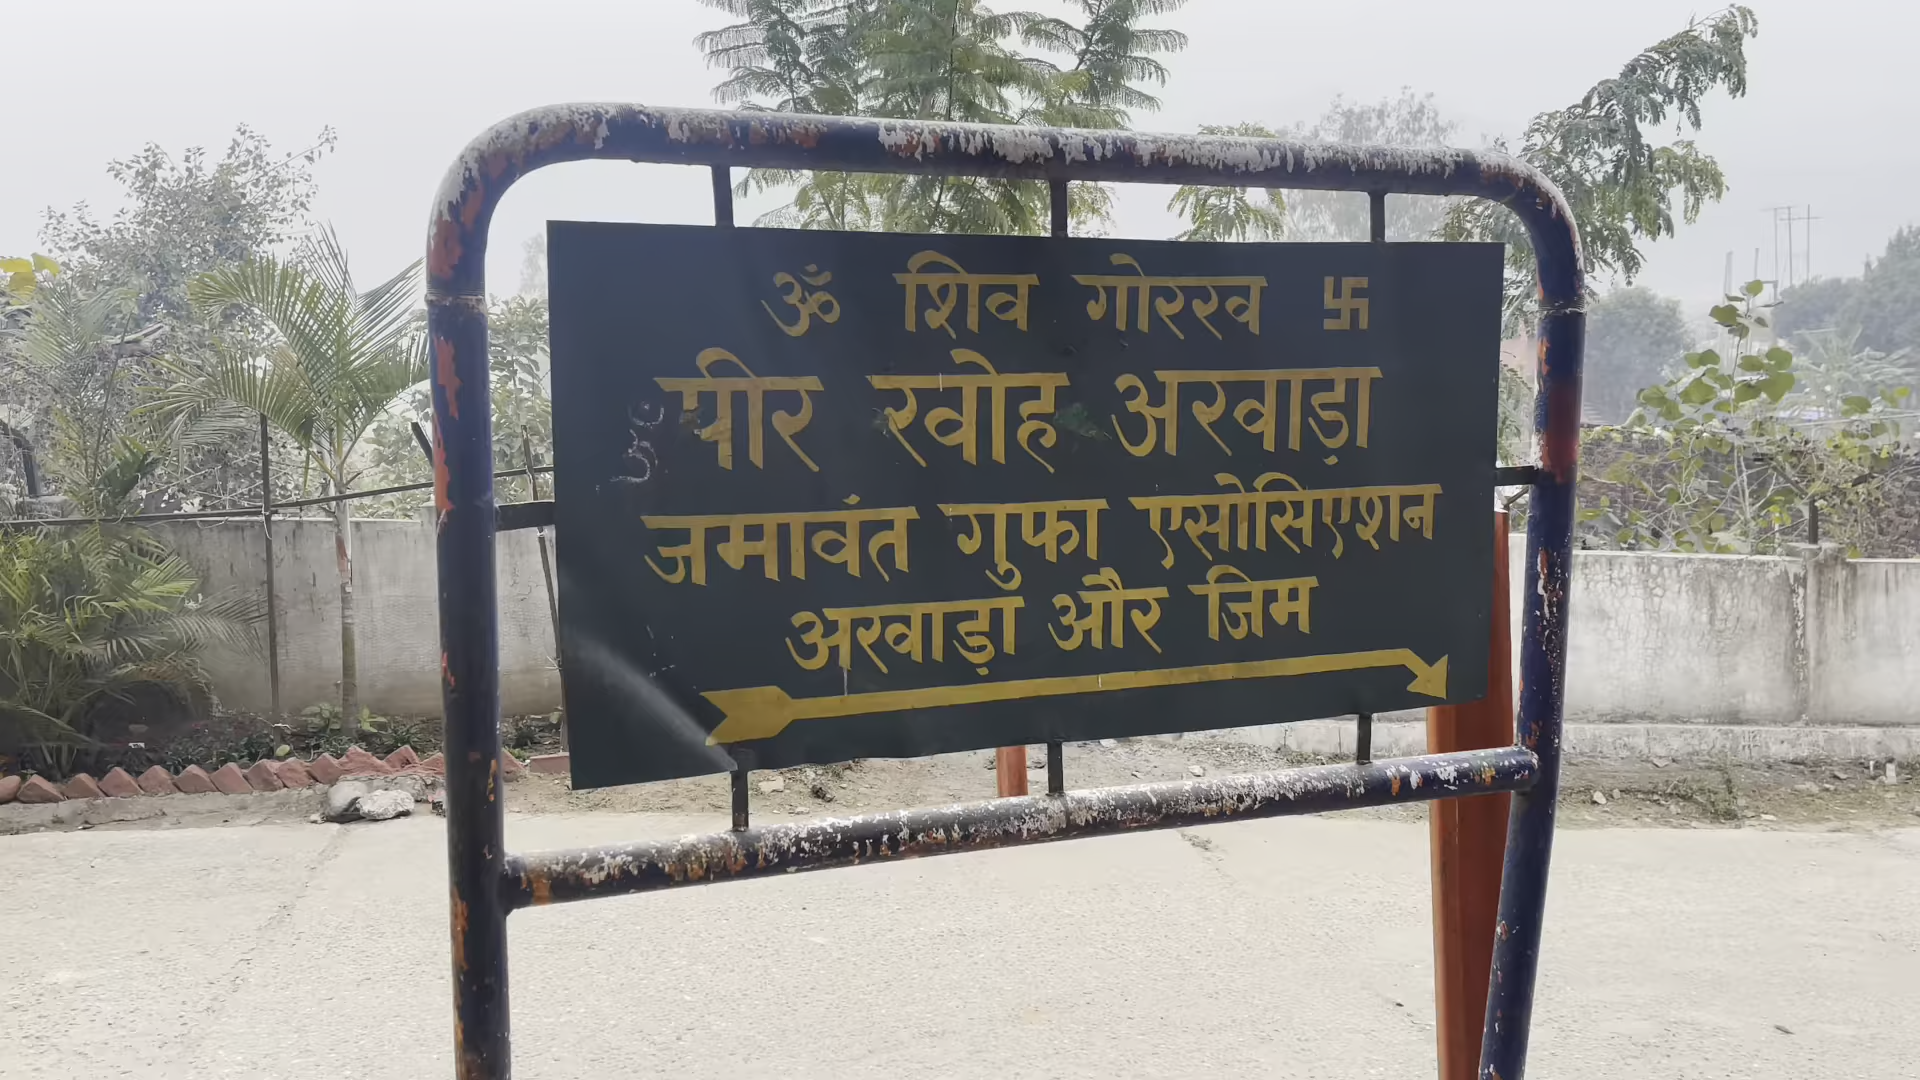 ॐ शिव गोरख 卐
पीर खोह अखाड़ा
जमावंत गुफा एसोसिएशन
अखाड़ा और जिम